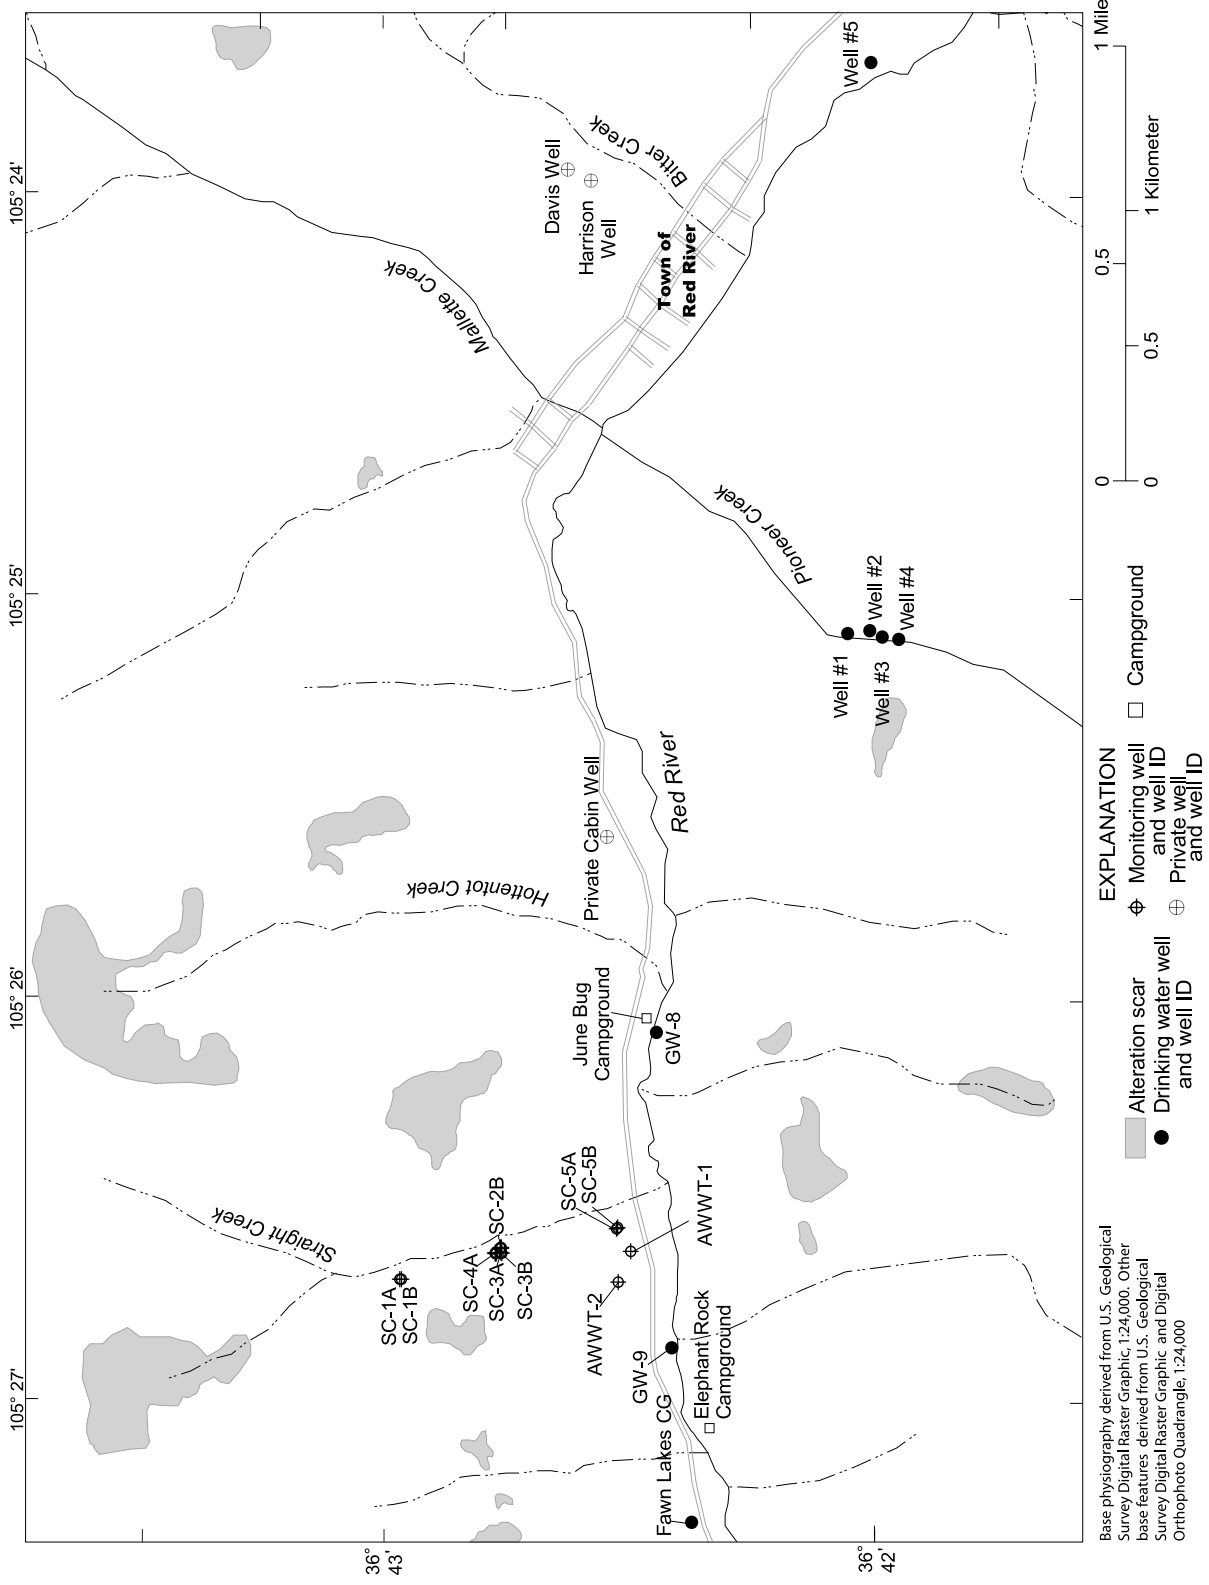 105° 27'
105° 26'
105° 25'
105° 24'
36°
43'
36°
42'
Straight Creek
Hottentot Creek
Mallette Creek
Bitter Creek
Pioneer Creek
Red River
Town of
Red River
Davis Well
Harrison
Well
Well #5
Private Cabin Well
June Bug
Campground
GW-8
SC-1A
SC-1B
SC-4A
SC-3A
SC-2B
SC-3B
SC-5A
SC-5B
AWWT-2
AWWT-1
GW-9
Fawn Lakes CG
Elephant Rock
Campground
Well #1
Well #2
Well #3
Well #4
EXPLANATION
Alteration scar
Drinking water well
and well ID
Monitoring well
and well ID
Private well
and well ID
Campground
0
0.5
1 Mile
0
0.5
1 Kilometer
Base physiography derived from U.S. Geological
Survey Digital Raster Graphic, 1:24,000. Other
base features derived from U.S. Geological
Survey Digital Raster Graphic and Digital
Orthophoto Quadrangle, 1:24,000